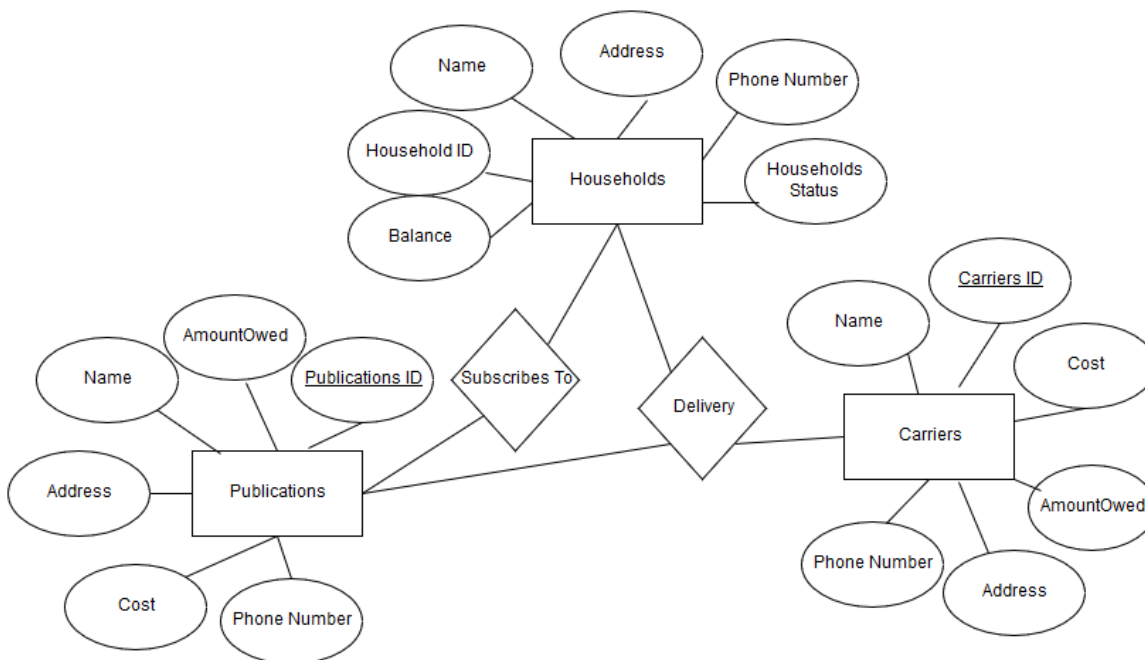 Address
Name
Phone Number
Household ID
Households
Households
Status
Balance
Carriers ID
Name
AmountOwed
Cost
Name
Publications ID
Subscribes To
Delivery
Carriers
Address
Publications
AmountOwed
Phone Number
Address
Cost
Phone Number